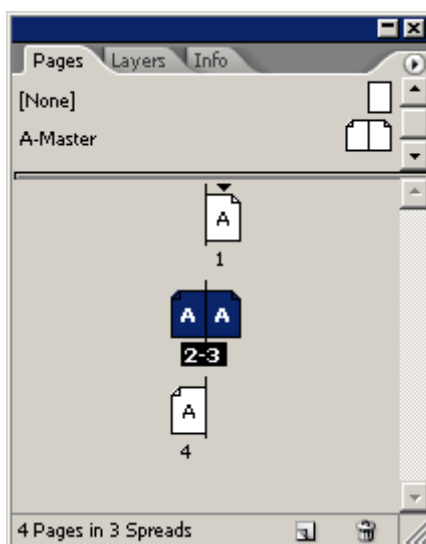 Pages Layers Info
[None]
A-Master
A
1
A A
2-3
A
4
4 Pages in 3 Spreads